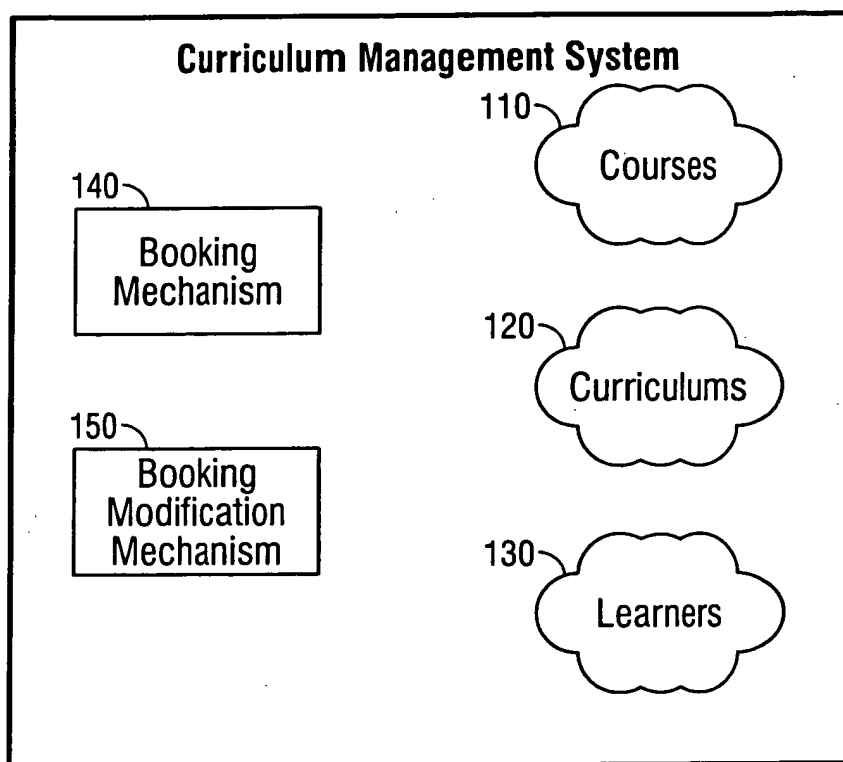 Curriculum Management System
110
Courses
140
Booking
Mechanism
120
Curriculums
150
Booking
Modification
Mechanism
130
Learners